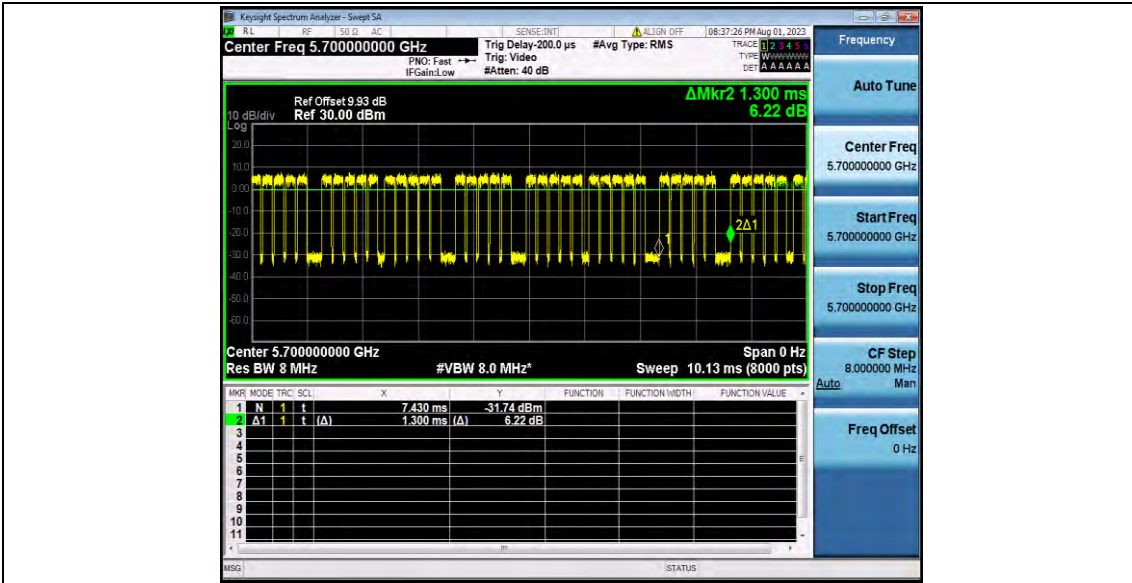 Keysight Spectrum Analyzer - Swept SA
RL RF 50 Ω AC SENSE:INT ALIGN OFF 08:37:26 PM Aug 01, 2023
Center Freq 5.700000000 GHz
PNO: Fast
IFGain:Low
Trig Delay-200.0 µs
Trig: Video
#Atten: 40 dB
#Avg Type: RMS
TRACE 1 2 3 4 5 6
TYPE W
DET A A A A A A
Frequency
Auto Tune
Center Freq
5.700000000 GHz
Start Freq
5.700000000 GHz
Stop Freq
5.700000000 GHz
CF Step
8.000000 MHz
Auto Man
Freq Offset
0 Hz
ΔMkr2 1.300 ms
6.22 dB
Ref Offset 9.93 dB
10 dB/div Ref 30.00 dBm
Log
20.0
10.0
0.00
-10.0
-20.0
-30.0
-40.0
-50.0
-60.0
1
2Δ1
Center 5.700000000 GHz Span 0 Hz
Res BW 8 MHz #VBW 8.0 MHz* Sweep 10.13 ms (8000 pts)
MKR MODE TRC SCL X Y FUNCTION FUNCTION WIDTH FUNCTION VALUE
1 N 1 t 7.430 ms -31.74 dBm
2 Δ1 1 t (Δ) 1.300 ms (Δ) 6.22 dB
3
4
5
6
7
8
9
10
11
MSG STATUS